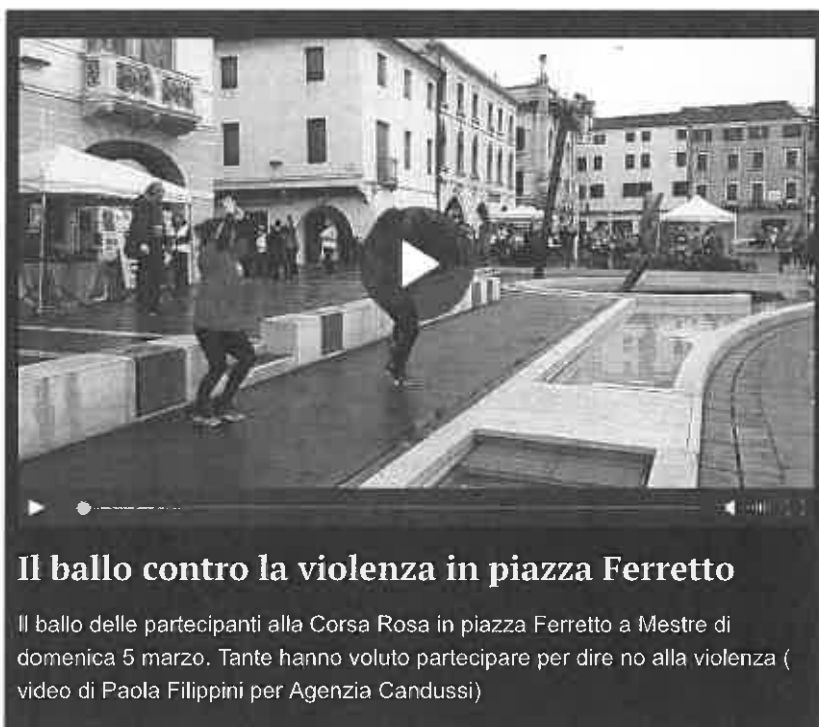 Il ballo contro la violenza in piazza Ferretto
Il ballo delle partecipanti alla Corsa Rosa in piazza Ferretto a Mestre di
domenica 5 marzo. Tante hanno voluto partecipare per dire no alla violenza (
video di Paola Filippini per Agenzia Candussi)